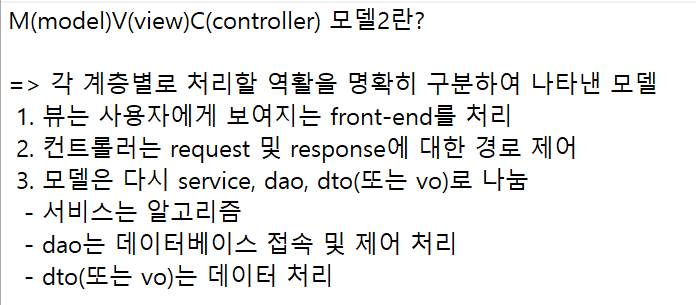 M(model)V(view)C(controller) 모델2란?
=> 각 계층별로 처리할 역활을 명확히 구분하여 나타낸 모델
1. 뷰는 사용자에게 보여지는 front-end를 처리
2. 컨트롤러는 request 및 response에 대한 경로 제어
3. 모델은 다시 service, dao, dto(또는 vo)로 나눔
- 서비스는 알고리즘
- dao는 데이터베이스 접속 및 제어 처리
- dto(또는 vo)는 데이터 처리